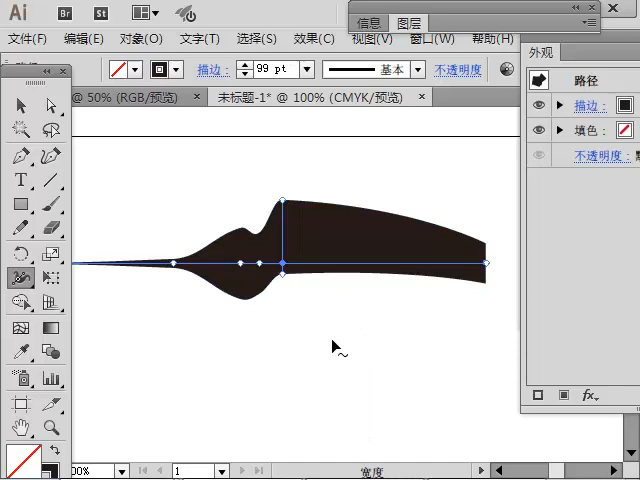 Ai Br St
信息 图层
文件(F) 编辑(E) 对象(O) 文字(T) 选择(S) 效果(C) 视图(V) 窗口(W) 帮助(H)
描边: 99 pt 基本 不透明度
@ 50% (RGB/预览) × 未标题-1* @ 100% (CMYK/预览) ×
外观
路径
描边:
填色:
不透明度:
fx
00% 1 宽度